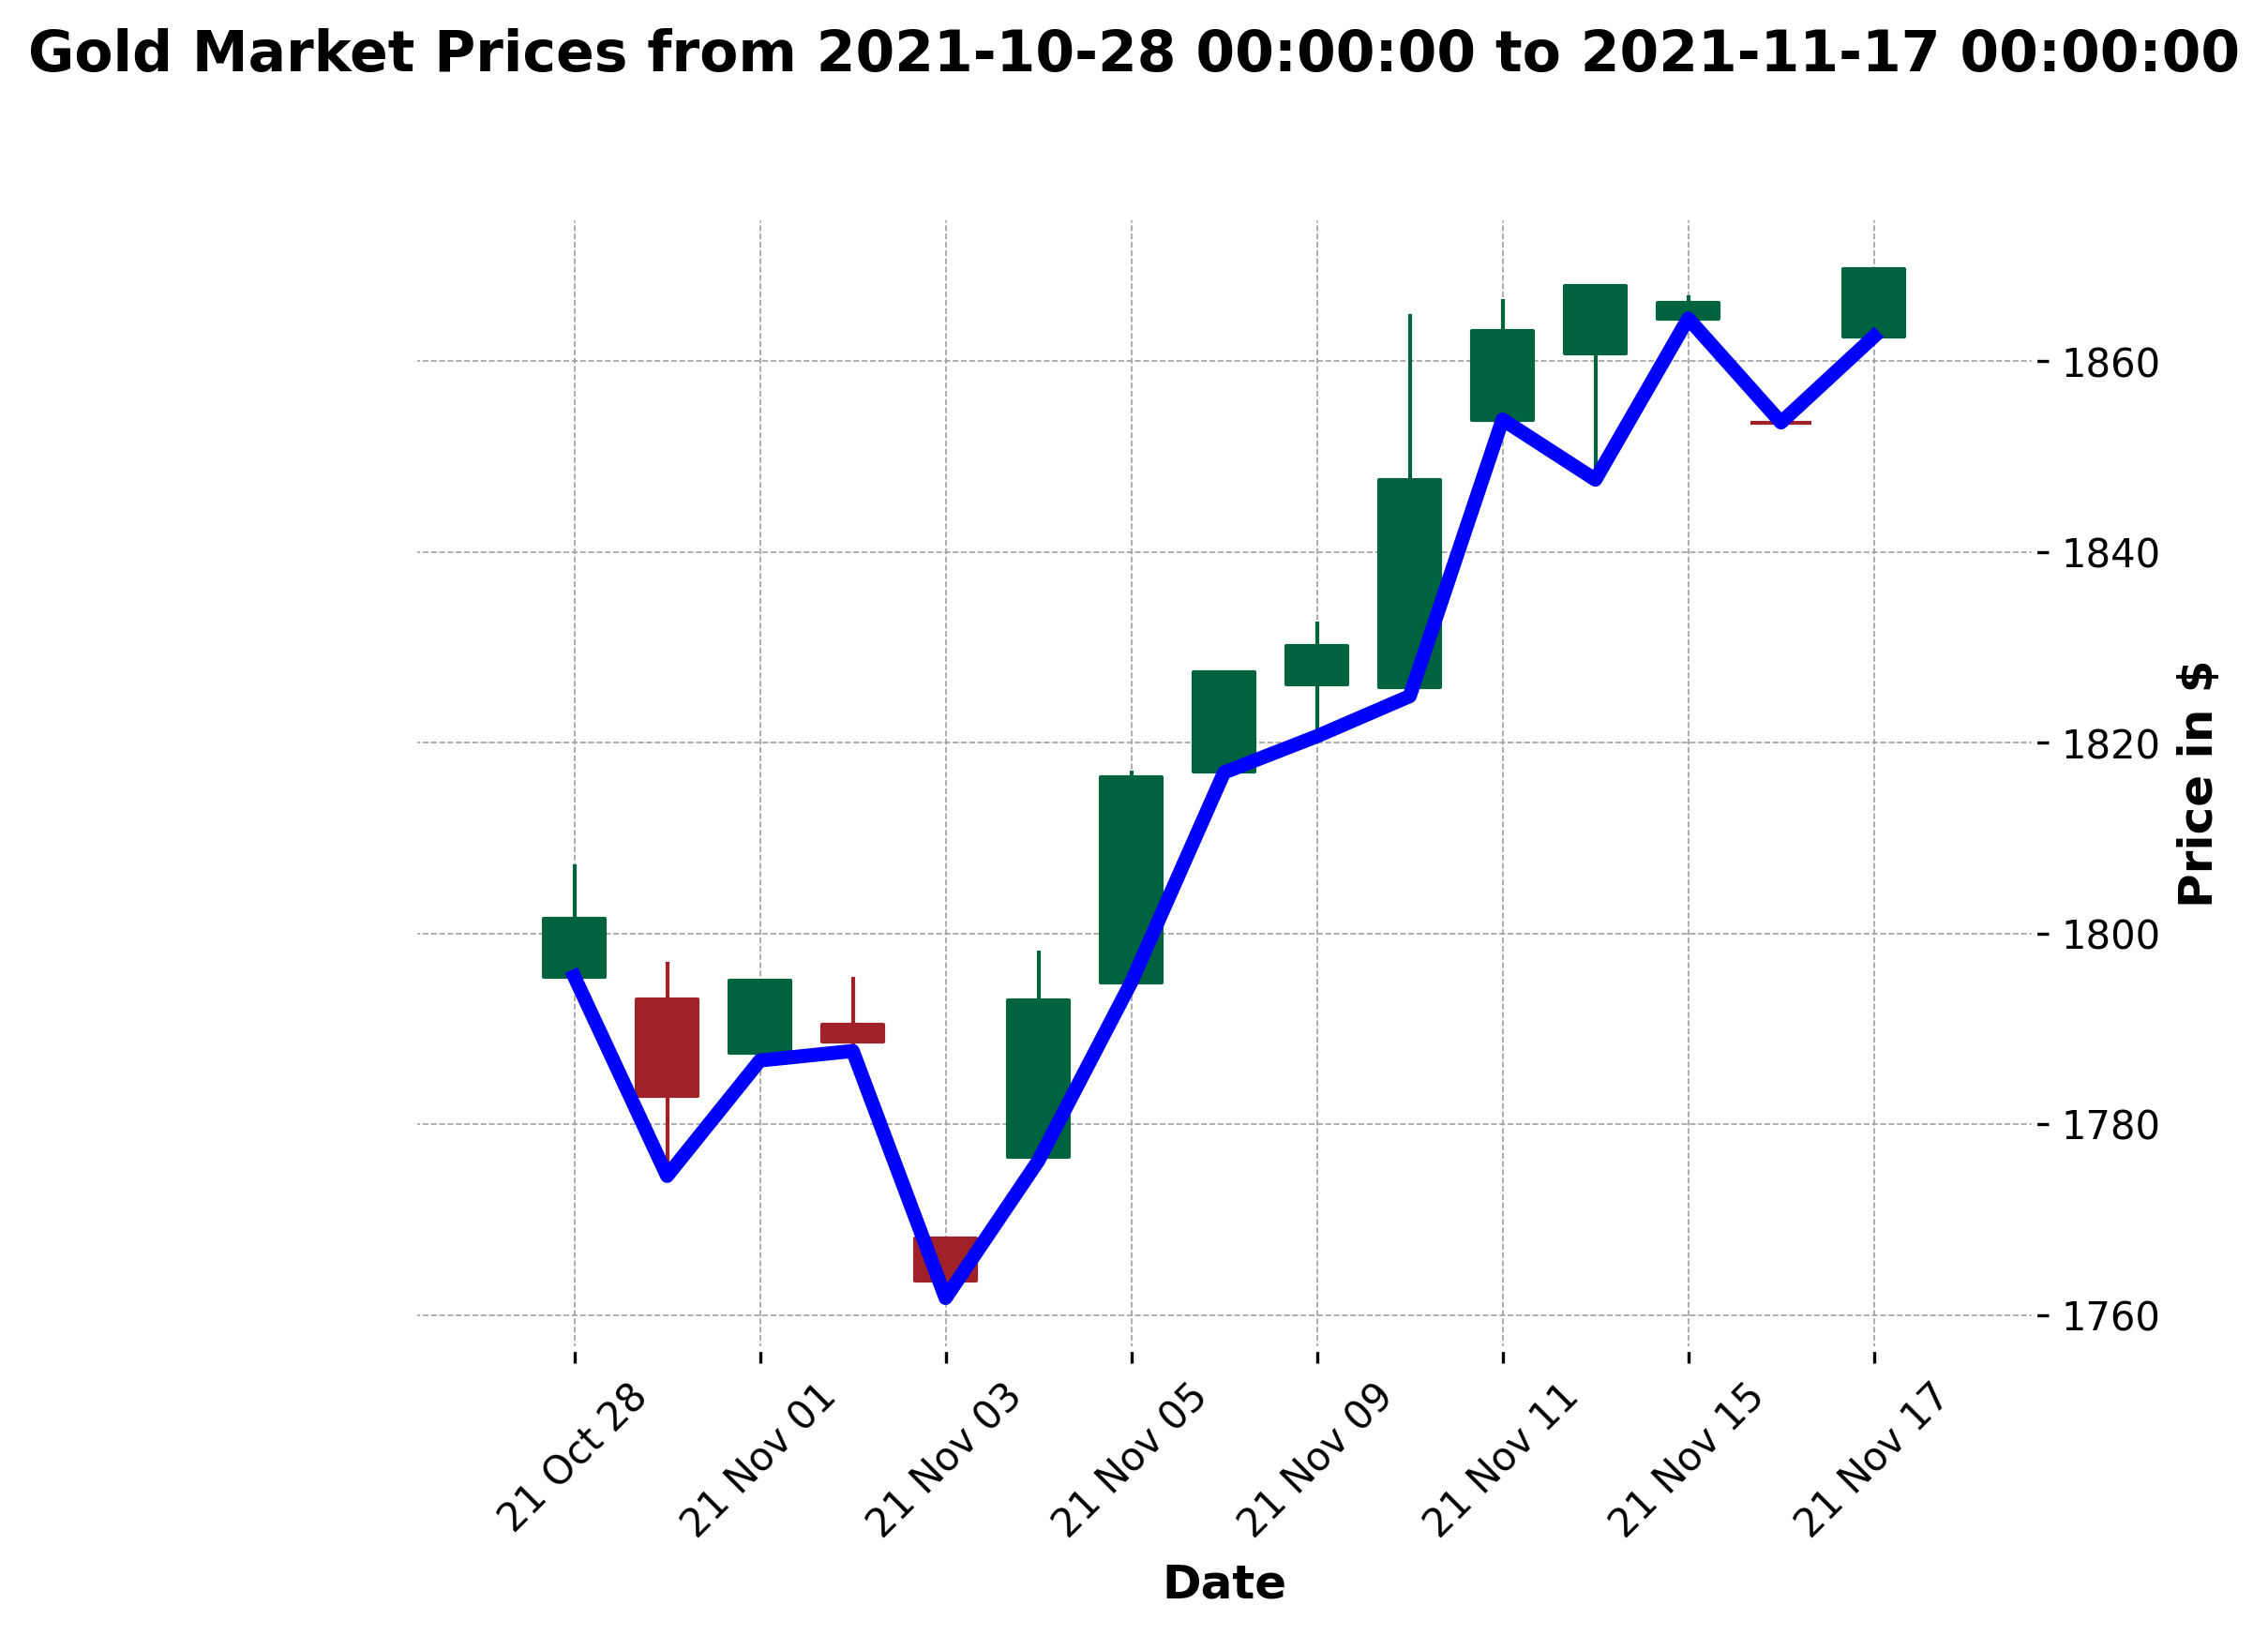 Gold Market Prices from 2021-10-28 00:00:00 to 2021-11-17 00:00:00
1860
1840
1820
1800
1780
1760
Price in $
21 Oct 28
21 Nov 01
21 Nov 03
21 Nov 05
21 Nov 09
21 Nov 11
21 Nov 15
21 Nov 17
Date